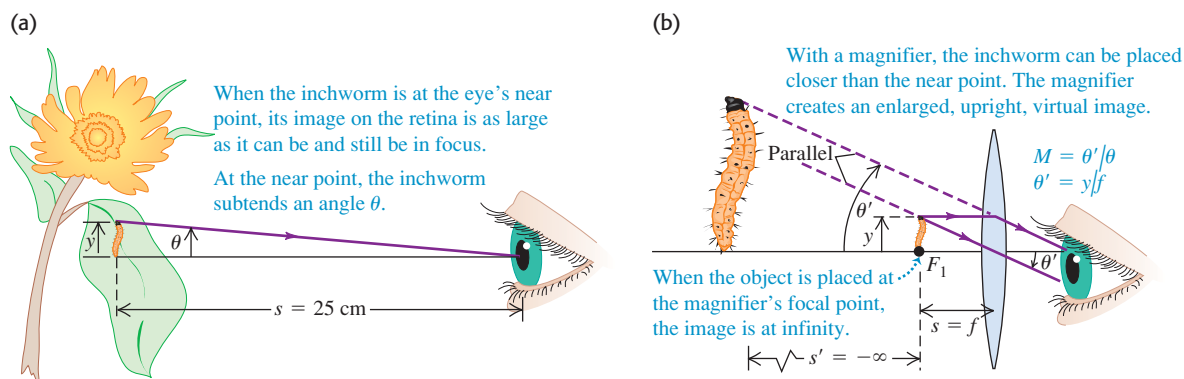 (a)
When the inchworm is at the eye's near
point, its image on the retina is as large
as it can be and still be in focus.
At the near point, the inchworm
subtends an angle θ.
y
θ
s = 25 cm
(b)
With a magnifier, the inchworm can be placed
closer than the near point. The magnifier
creates an enlarged, upright, virtual image.
Parallel
M = θ′/θ
θ′ = y/f
θ′
y
F₁
θ′
When the object is placed at
the magnifier's focal point,
the image is at infinity.
s = f
s′ = −∞